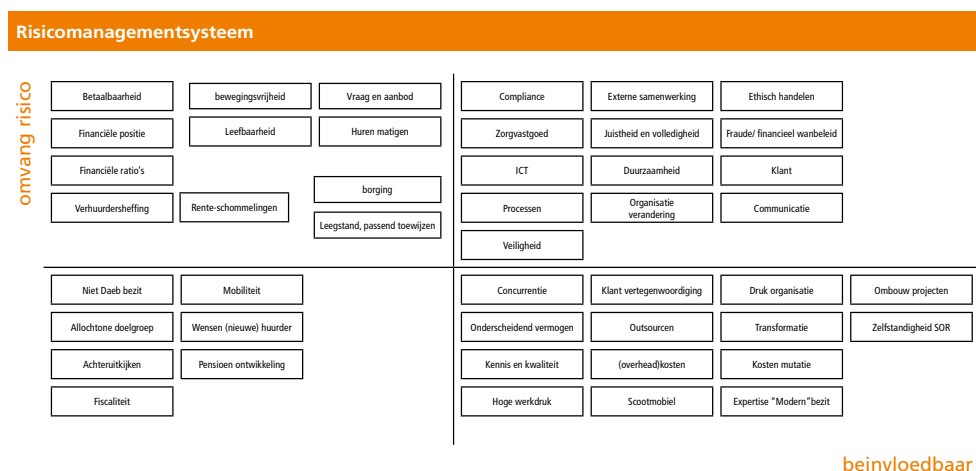 Risicomanagementsysteem
omvang risico
Betaalbaarheid
bewegingsvrijheid
Vraag en aanbod
Financiële positie
Leefbaarheid
Huren matigen
Financiële ratio's
borging
Verhuurdersheffing
Rente-schommelingen
Leegstand, passend toewijzen
Compliance
Externe samenwerking
Ethisch handelen
Zorgvastgoed
Juistheid en volledigheid
Fraude/ financieel wanbeleid
ICT
Duurzaamheid
Klant
Processen
Organisatie
verandering
Communicatie
Veiligheid
Niet Daeb bezit
Mobiliteit
Allochtone doelgroep
Wensen (nieuwe) huurder
Achteruitkijken
Pensioen ontwikkeling
Fiscaliteit
Concurrentie
Klant vertegenwoordiging
Druk organisatie
Ombouw projecten
Onderscheidend vermogen
Outsourcen
Transformatie
Zelfstandigheid SOR
Kennis en kwaliteit
(overhead)kosten
Kosten mutatie
Hoge werkdruk
Scootmobiel
Expertise "Modern"bezit
beinvloedbaar